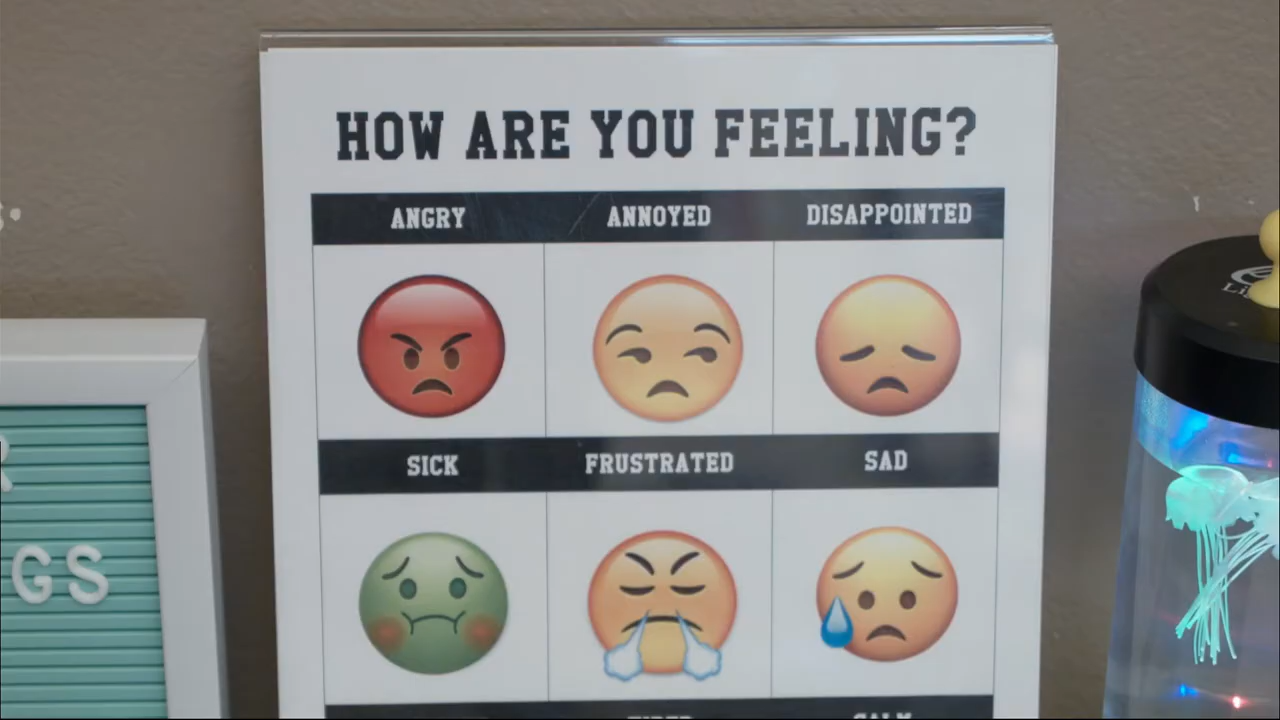 HOW ARE YOU FEELING?
ANGRY ANNOYED DISAPPOINTED
SICK FRUSTRATED SAD
GS